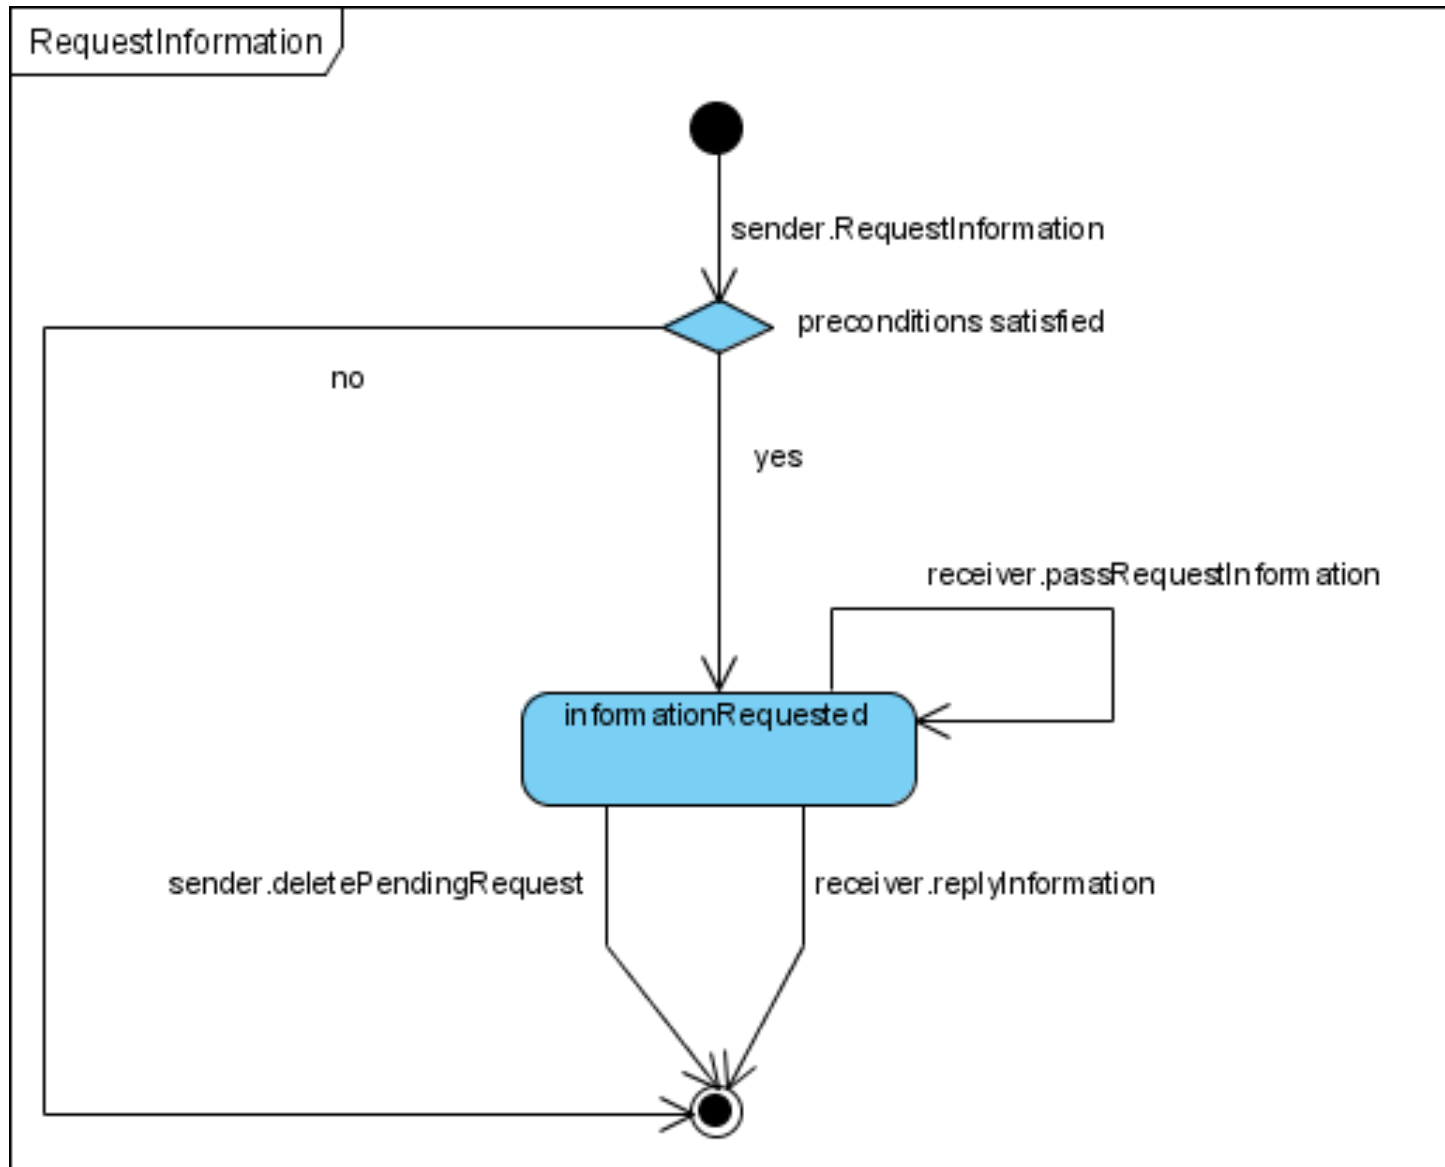 RequestInformation
sender.RequestInformation
preconditions satisfied
no
yes
receiver.passRequestInformation
informationRequested
sender.deletePendingRequest
receiver.replyInformation